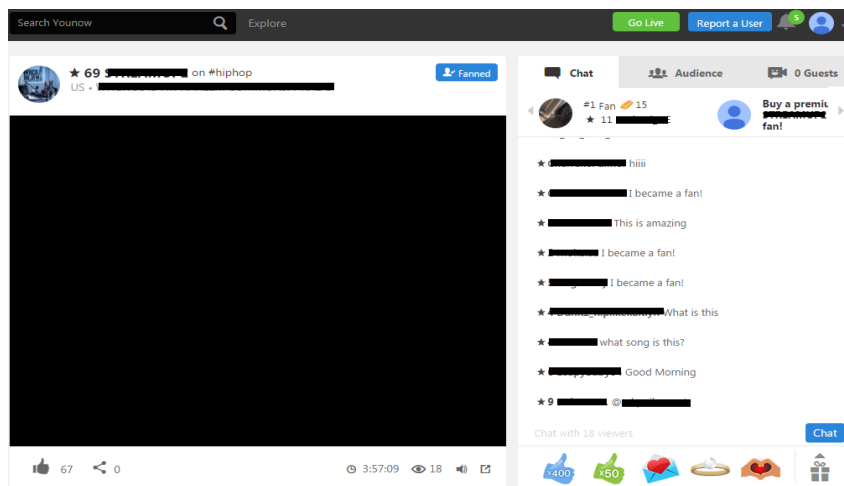 Search Younow
Explore
Go Live
Report a User
5
★ 69 on #hiphop
US •
Fanned
Chat
Audience
0 Guests
#1 Fan 15
★ 11
Buy a premiu
fan!
★ hiiii
★ I became a fan!
★ This is amazing
★ I became a fan!
★ I became a fan!
★ What is this
★ what song is this?
★ Good Morning
★ 9 @
Chat with 18 viewers
Chat
67
0
3:57:09
18
x400
x50